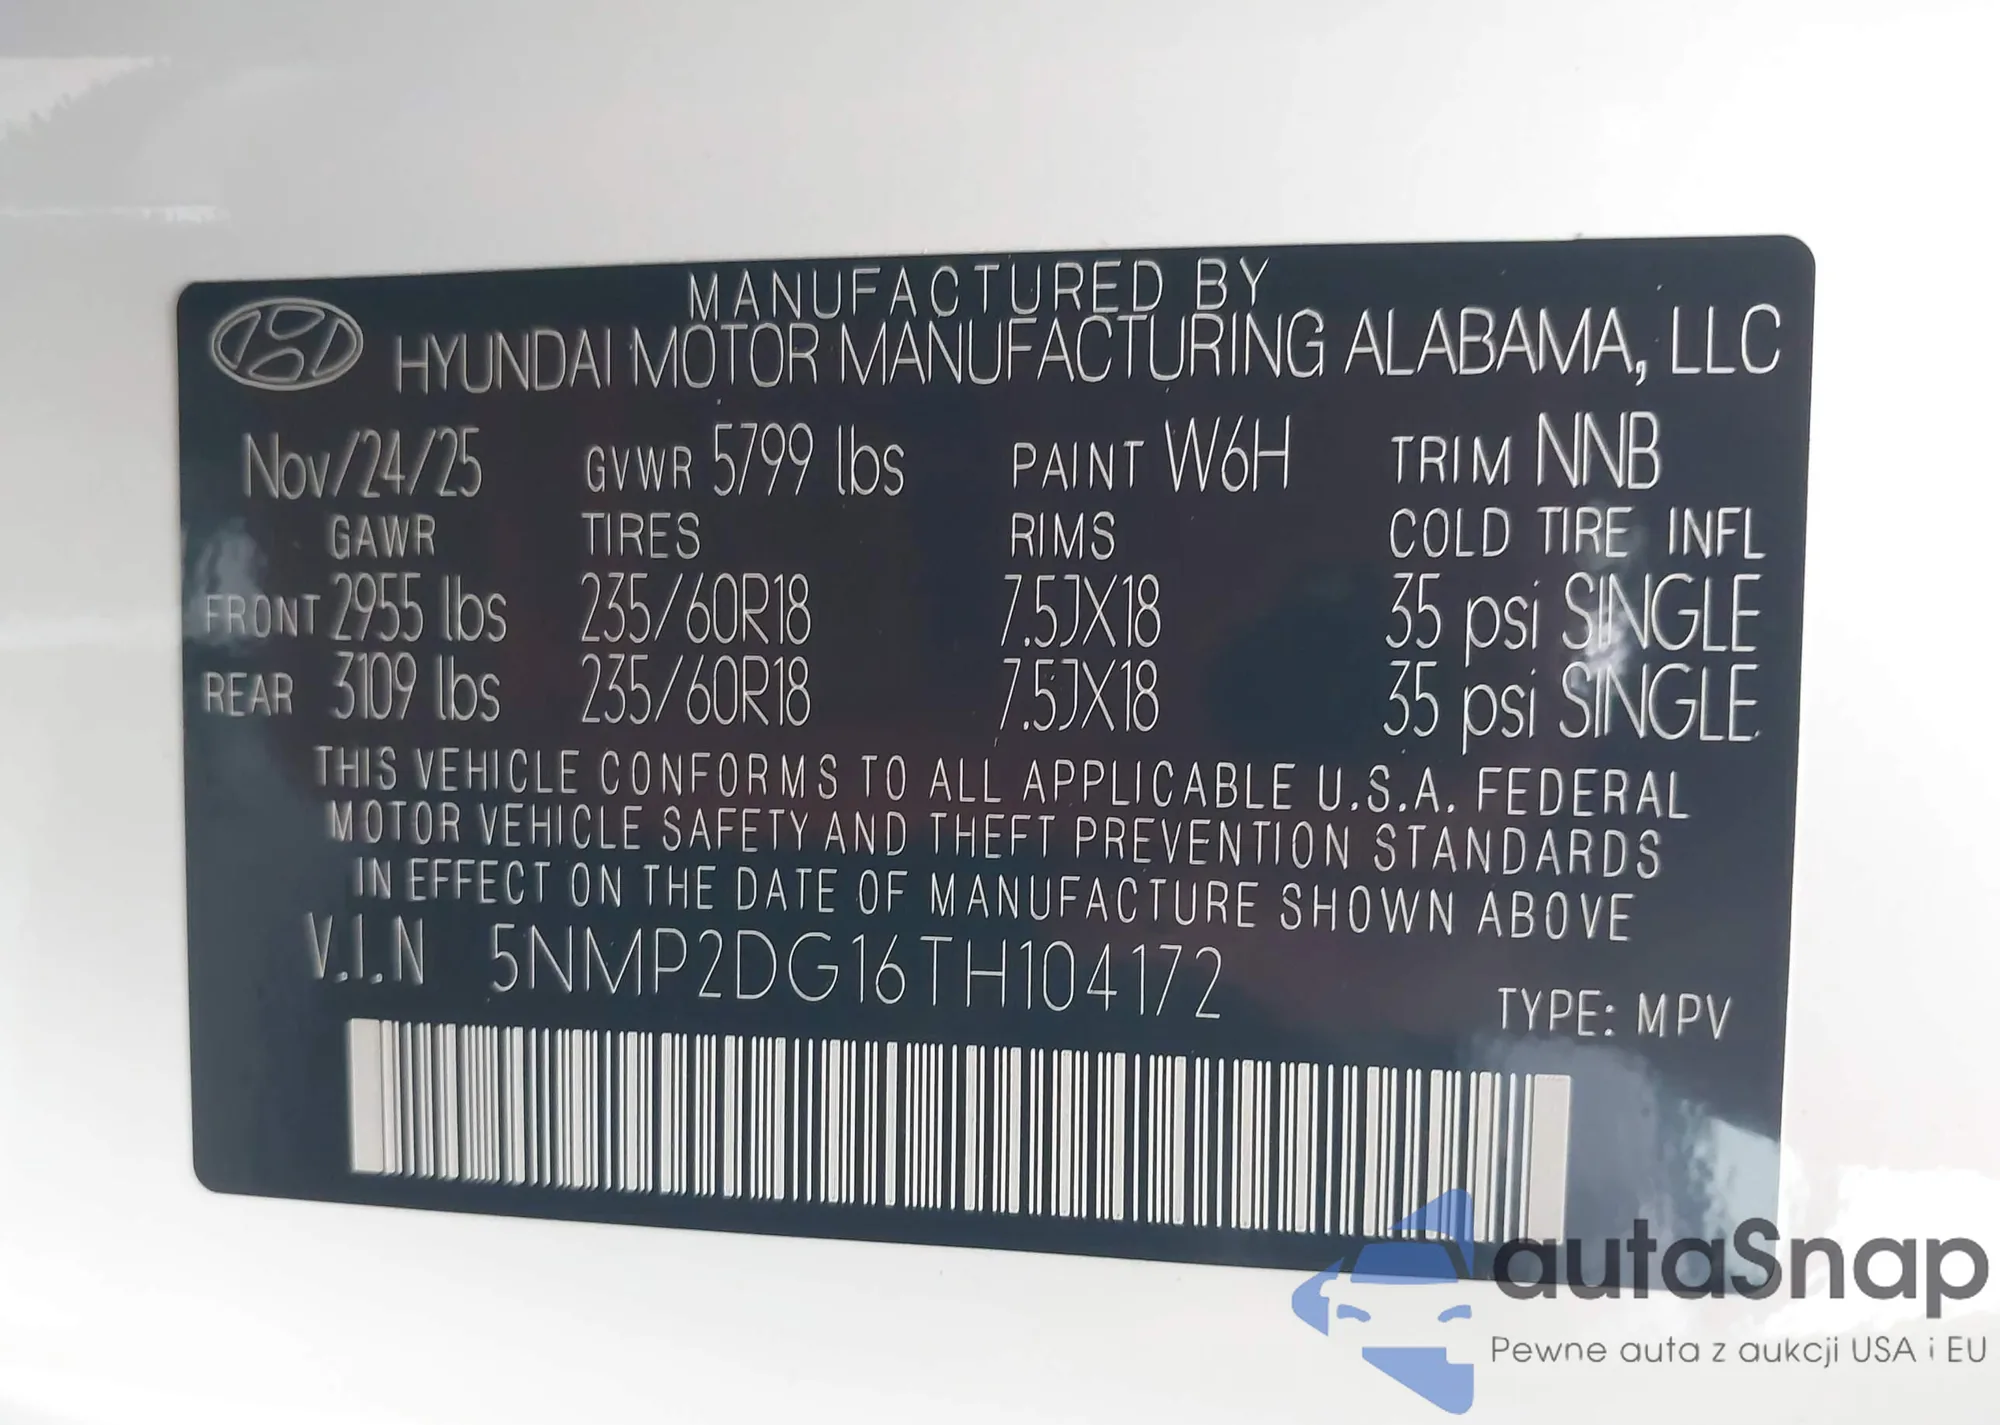 MANUFACTURED BY
HYUNDAI MOTOR MANUFACTURING ALABAMA, LLC
Nov/24/25 GVWR 5799 lbs PAINT W6H TRIM NNB
GAWR TIRES RIMS COLD TIRE INFL
FRONT 2955 lbs 235/60R18 7.5JX18 35 psi SINGLE
REAR 3109 lbs 235/60R18 7.5JX18 35 psi SINGLE
THIS VEHICLE CONFORMS TO ALL APPLICABLE U.S.A. FEDERAL
MOTOR VEHICLE SAFETY AND THEFT PREVENTION STANDARDS
IN EFFECT ON THE DATE OF MANUFACTURE SHOWN ABOVE
V.I.N 5NMP2DG16TH104172
TYPE: MPV
autaSnap
Pewne auta z aukcji USA i EU